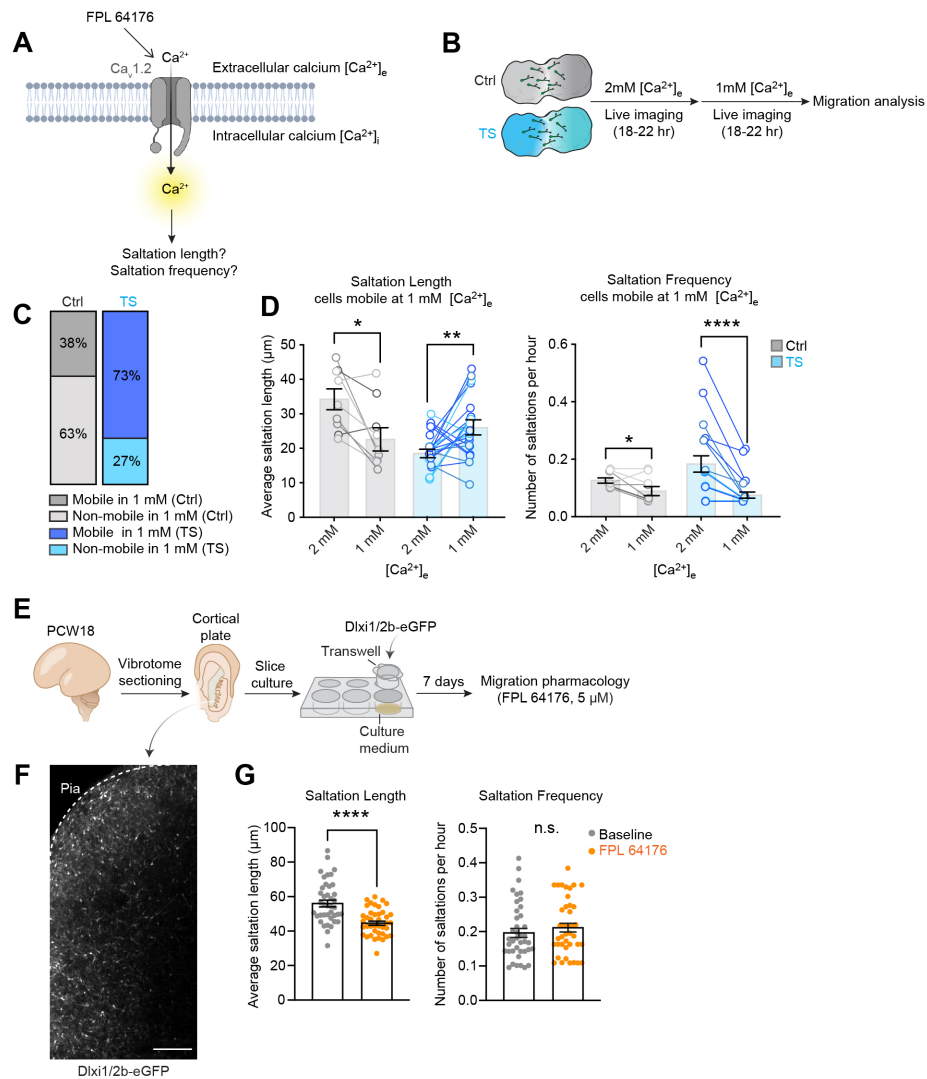 A
FPL 64176
Ca2+
Cav1.2
Extracellular calcium [Ca2+]e
Intracellular calcium [Ca2+]i
Ca2+
Saltation length?
Saltation frequency?
B
Ctrl
TS
2mM [Ca2+]e
Live imaging
(18-22 hr)
1mM [Ca2+]e
Live imaging
(18-22 hr)
Migration analysis
C
Ctrl
TS
38%
63%
73%
27%
Mobile in 1 mM (Ctrl)
Non-mobile in 1 mM (Ctrl)
Mobile in 1 mM (TS)
Non-mobile in 1 mM (TS)
D
Saltation Length
cells mobile at 1 mM [Ca2+]e
Average saltation length (µm)
50
40
30
20
10
0
*
**
2 mM
1 mM
2 mM
1 mM
[Ca2+]e
Saltation Frequency
cells mobile at 1 mM [Ca2+]e
Number of saltations per hour
0.6
0.4
0.2
0.0
*
****
2 mM
1 mM
2 mM
1 mM
[Ca2+]e
Ctrl
TS
E
PCW18
Vibrotome
sectioning
Cortical
plate
Slice
culture
Dlxi1/2b-eGFP
Transwell
Culture
medium
7 days
Migration pharmacology
(FPL 64176, 5 µM)
F
Pia
Dlxi1/2b-eGFP
G
Saltation Length
****
Average saltation length (µm)
100
80
60
40
20
0
Saltation Frequency
n.s.
Number of saltations per hour
0.5
0.4
0.3
0.2
0.1
0.0
Baseline
FPL 64176